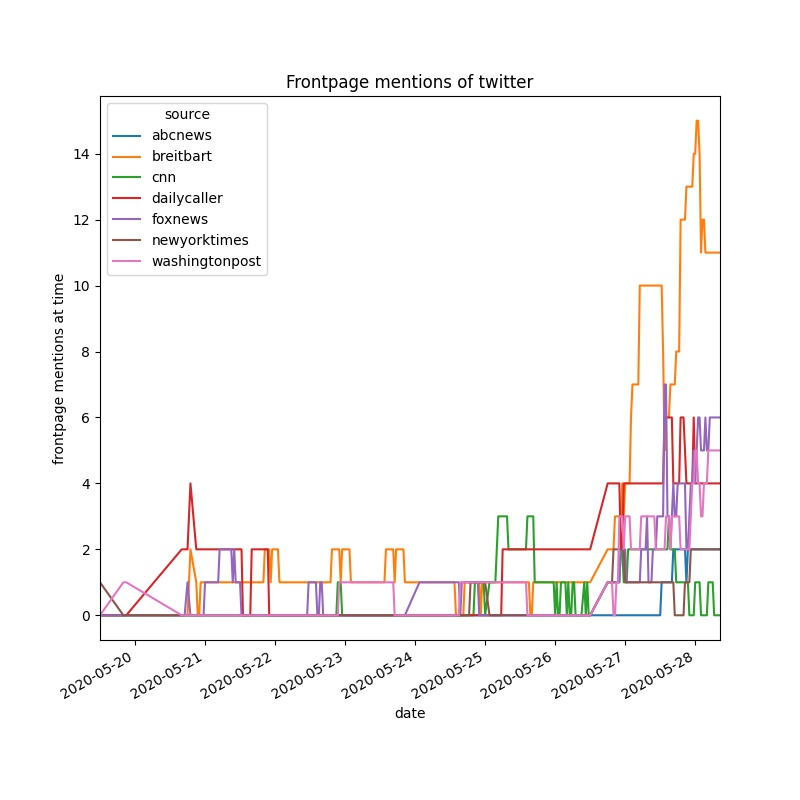 Frontpage mentions of twitter
source
abcnews
breitbart
cnn
dailycaller
foxnews
newyorktimes
washingtonpost
frontpage mentions at time
14
12
10
8
6
4
2
0
2020-05-20
2020-05-21
2020-05-22
2020-05-23
2020-05-24
2020-05-25
2020-05-26
2020-05-27
2020-05-28
date